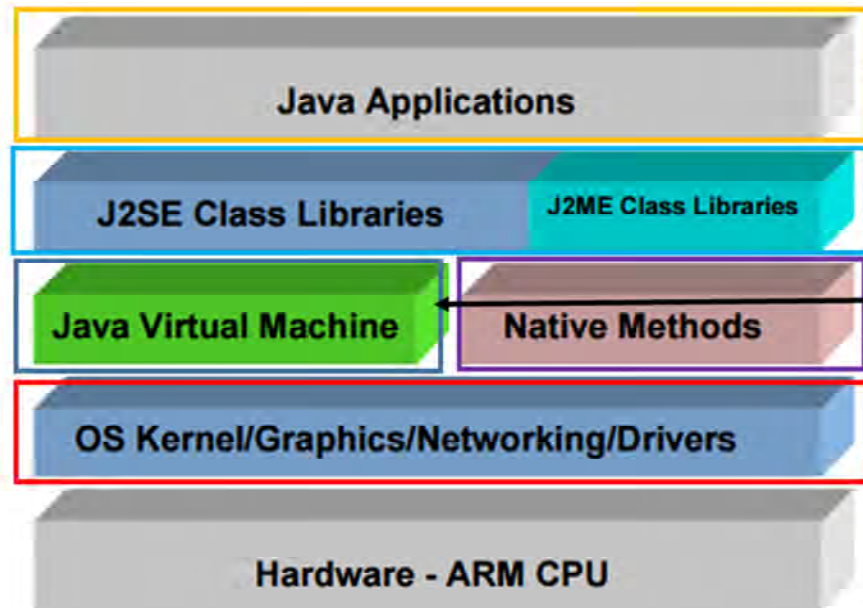 Java Applications
J2SE Class Libraries
J2ME Class Libraries
Java Virtual Machine
Native Methods
OS Kernel/Graphics/Networking/Drivers
Hardware - ARM CPU